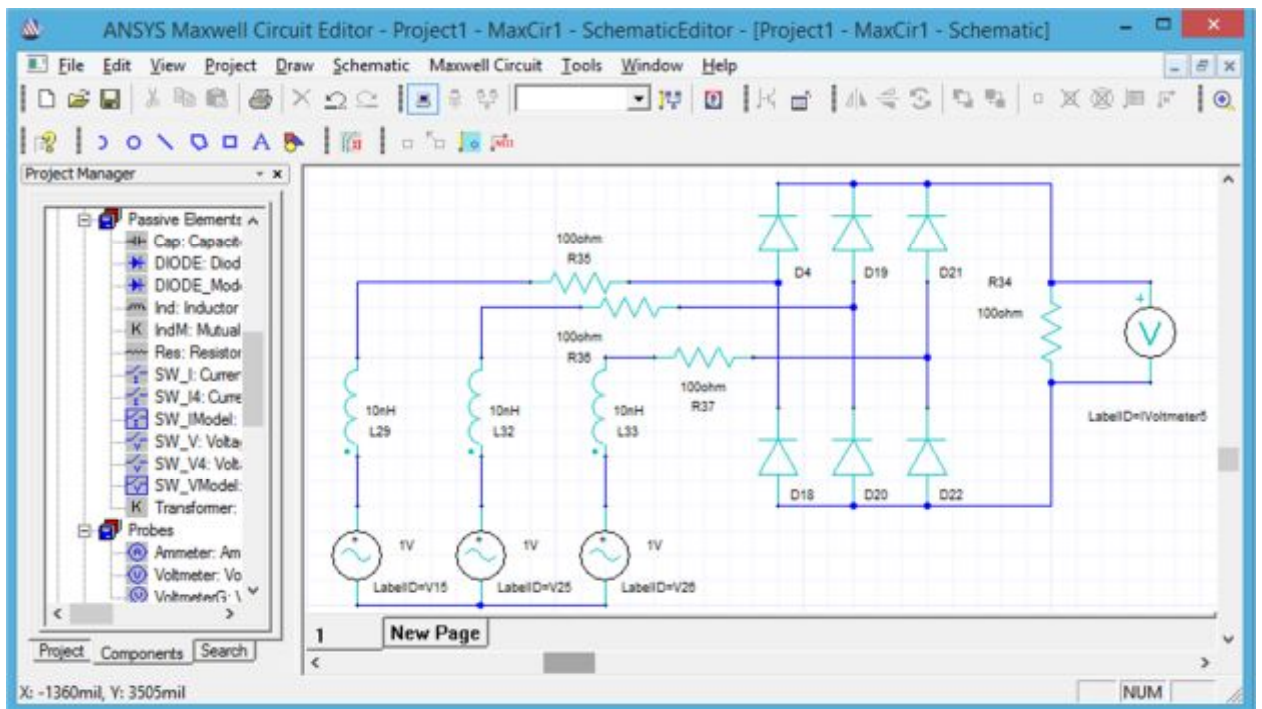 ANSYS Maxwell Circuit Editor - Project1 - MaxCir1 - SchematicEditor - [Project1 - MaxCir1 - Schematic]
File Edit View Project Draw Schematic Maxwell Circuit Tools Window Help
Project Manager
Passive Elements
Cap: Capacit
DIODE: Diod
DIODE_Mod
Ind: Inductor
K IndM: Mutual
Res: Resistor
SW_I: Currer
SW_I4: Curre
SW_IModel:
SW_V: Voltag
SW_V4: Volt
SW_VModel:
K Transformer:
Probes
Ammeter: Am
Voltmeter: Vo
VoltmeterG: V
Project Components Search
100ohm
R35
D4 D19 D21
R34
100ohm
100ohm
R36
100ohm
R37
10nH
L29
10nH
L32
10nH
L33
+
V
LabelID=IVoltmeter5
D18 D20 D22
1V
LabelID=V15
1V
LabelID=V25
1V
LabelID=V26
1 New Page
X: -1360mil, Y: 3505mil
NUM